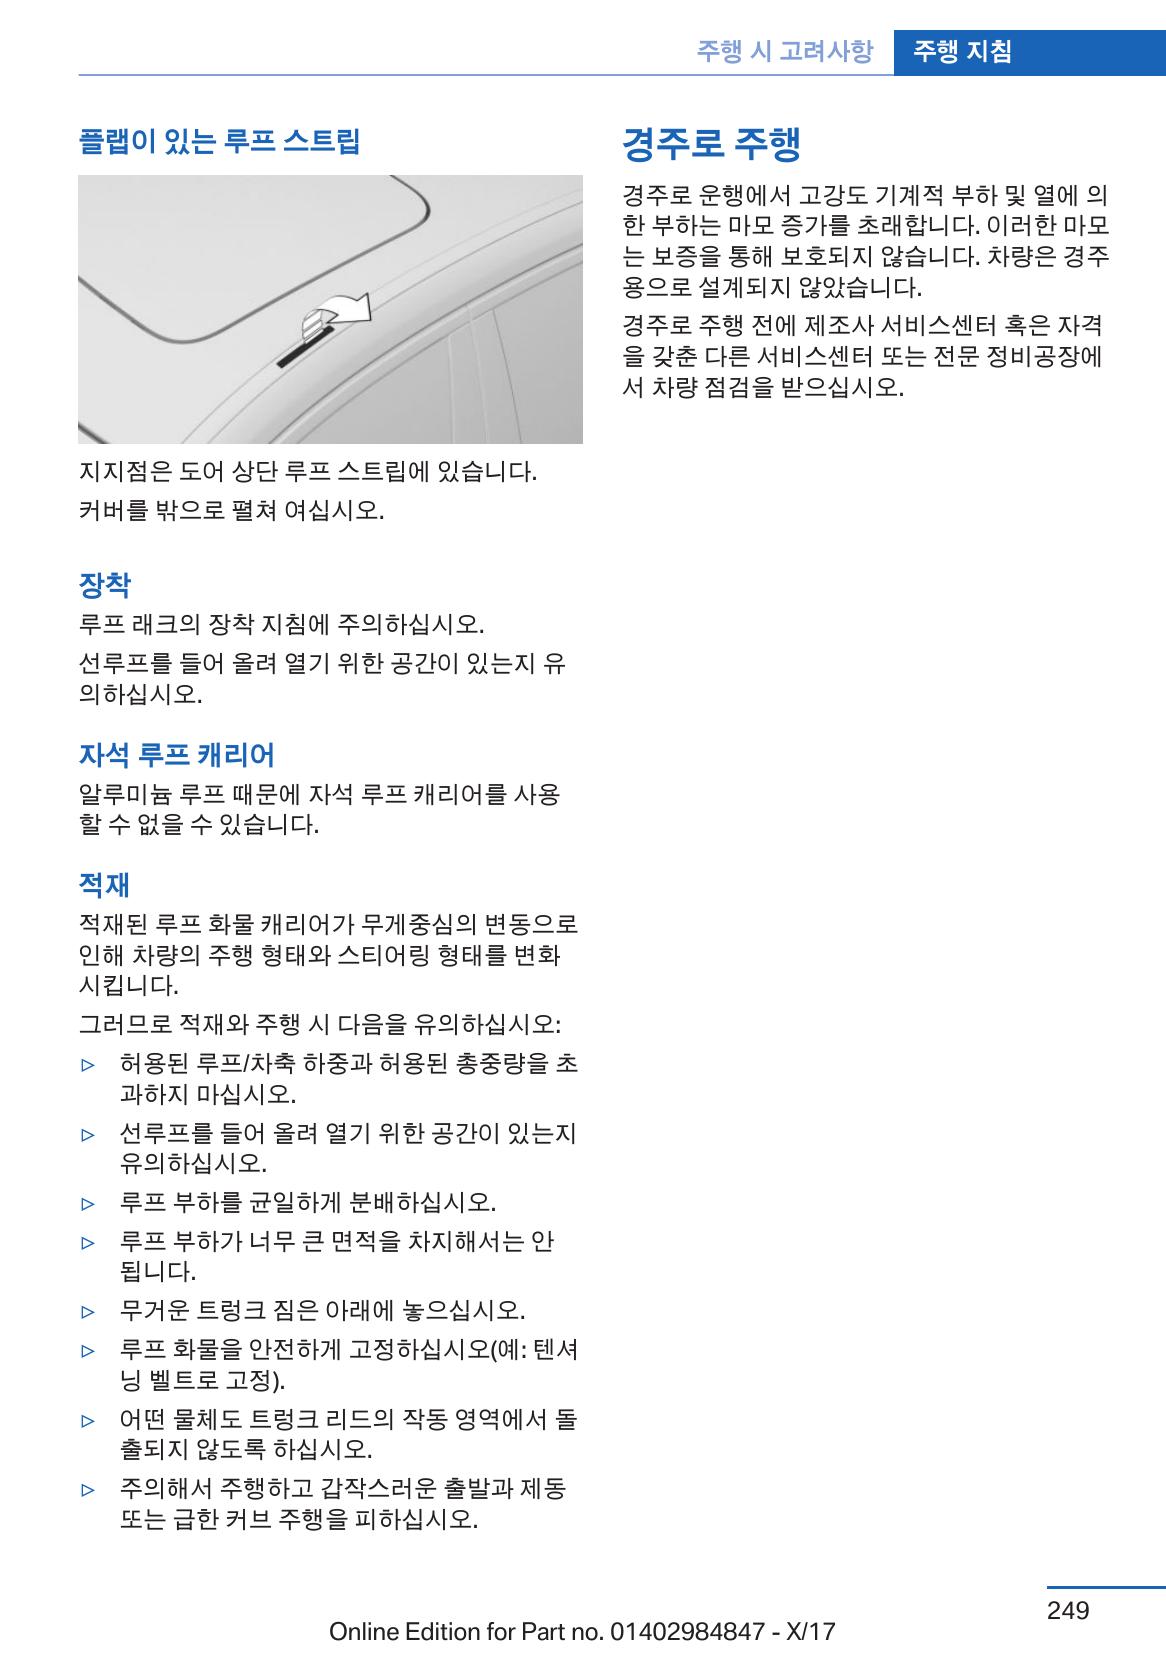 주행 시 고려사항
주행 지침
플랩이 있는 루프 스트립
지지점은 도어 상단 루프 스트립에 있습니다.
커버를 밖으로 펼쳐 여십시오.
장착
루프 래크의 장착 지침에 주의하십시오.
선루프를 들어 올려 열기 위한 공간이 있는지 유
의하십시오.
자석 루프 캐리어
알루미늄 루프 때문에 자석 루프 캐리어를 사용
할 수 없을 수 있습니다.
적재
적재된 루프 화물 캐리어가 무게중심의 변동으로
인해 차량의 주행 형태와 스티어링 형태를 변화
시킵니다.
그러므로 적재와 주행 시 다음을 유의하십시오:
▷ 허용된 루프/차축 하중과 허용된 총중량을 초
과하지 마십시오.
▷ 선루프를 들어 올려 열기 위한 공간이 있는지
유의하십시오.
▷ 루프 부하를 균일하게 분배하십시오.
▷ 루프 부하가 너무 큰 면적을 차지해서는 안
됩니다.
▷ 무거운 트렁크 짐은 아래에 놓으십시오.
▷ 루프 화물을 안전하게 고정하십시오(예: 텐셔
닝 벨트로 고정).
▷ 어떤 물체도 트렁크 리드의 작동 영역에서 돌
출되지 않도록 하십시오.
▷ 주의해서 주행하고 갑작스러운 출발과 제동
또는 급한 커브 주행을 피하십시오.
경주로 주행
경주로 운행에서 고강도 기계적 부하 및 열에 의
한 부하는 마모 증가를 초래합니다. 이러한 마모
는 보증을 통해 보호되지 않습니다. 차량은 경주
용으로 설계되지 않았습니다.
경주로 주행 전에 제조사 서비스센터 혹은 자격
을 갖춘 다른 서비스센터 또는 전문 정비공장에
서 차량 점검을 받으십시오.
249
Online Edition for Part no. 01402984847 - X/17